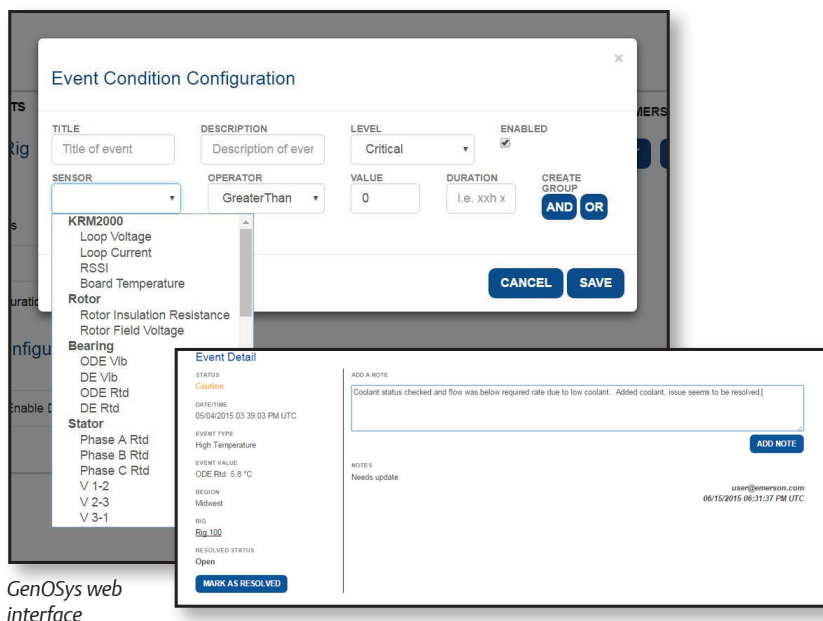 Event Condition Configuration
×
TS
MERS
Rig
TITLE DESCRIPTION LEVEL ENABLED
Title of event Description of ever Critical
SENSOR OPERATOR VALUE DURATION CREATE GROUP
GreaterThan 0 i.e. xxh x AND OR
KRM2000
Loop Voltage
Loop Current
RSSI
Board Temperature
Rotor
Rotor Insulation Resistance
Rotor Field Voltage
Bearing
ODE Vib
DE Vib
ODE Rtd
DE Rtd
Stator
Phase A Rtd
Phase B Rtd
Phase C Rtd
V 1-2
V 2-3
V 3-1
CANCEL SAVE
s
uratio
nfigu
Enable D
Event Detail
STATUS
Caution
DATE/TIME
05/04/2015 03:39:03 PM UTC
EVENT TYPE
High Temperature
EVENT VALUE
ODE Rtd: 5.8 °C
REGION
Midwest
RIG
Rig 100
RESOLVED STATUS
Open
MARK AS RESOLVED
ADD A NOTE
Coolant status checked and flow was below required rate due to low coolant. Added coolant, issue seems to be resolved.
ADD NOTE
NOTES
Needs update
user@emerson.com
06/15/2015 06:31:37 PM UTC
GenOSys web
interface